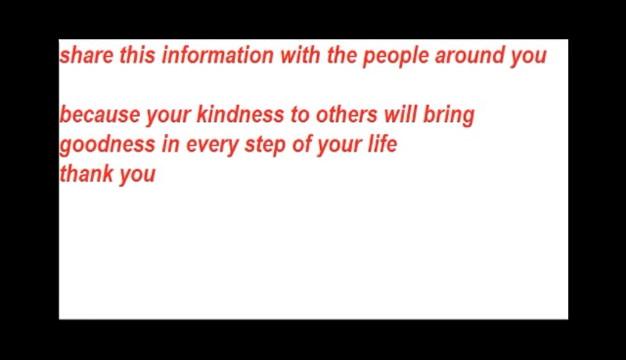 share this information with the people around you
because your kindness to others will bring
goodness in every step of your life
thank you